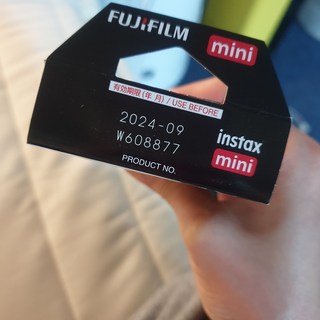 FUJIFILM
mini
有効期限(年 月) / USE BEFORE
2024-09
W608877
PRODUCT NO.
instax
mini